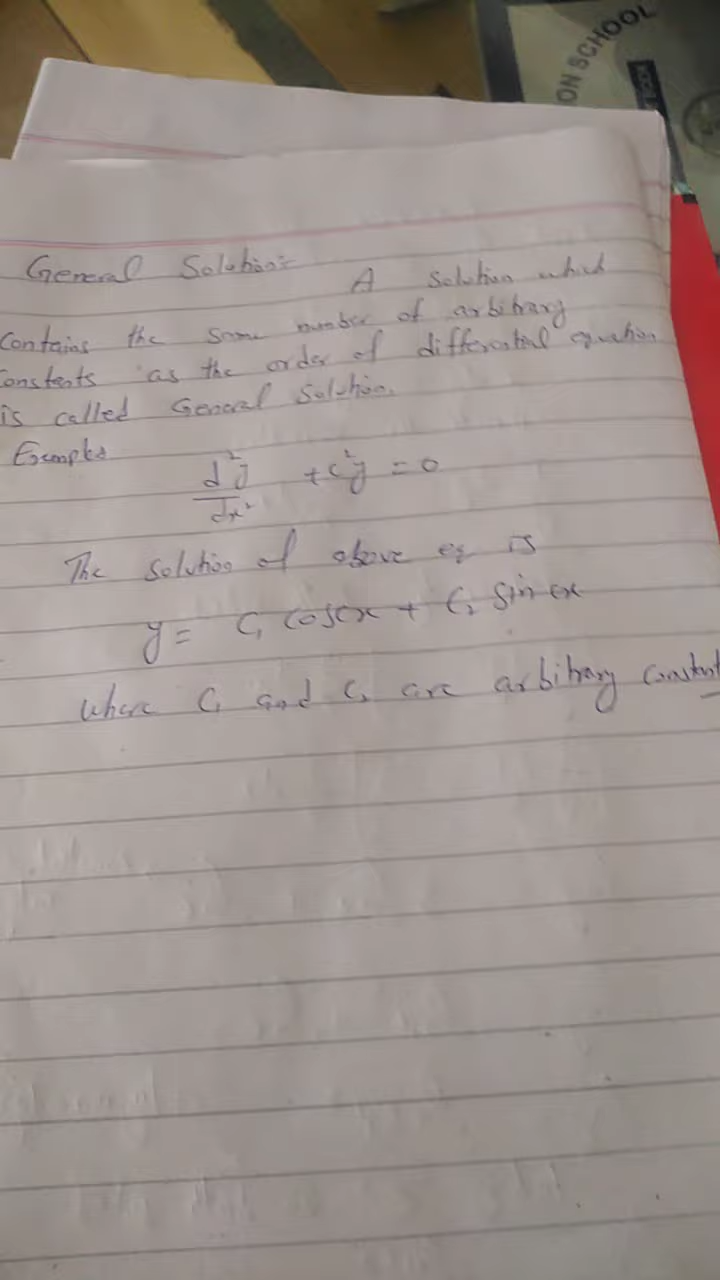 ON SCHOOL
General Solution:-
A solution which
Contains the same number of arbitrary
Constants as the order of differential equation
is called General Solution.
Example
d²y/dx² + c²y = 0
The solution of above eq is
y = C₁ cos cx + C₂ sin cx
Where C₁ and C₂ are arbitrary constant